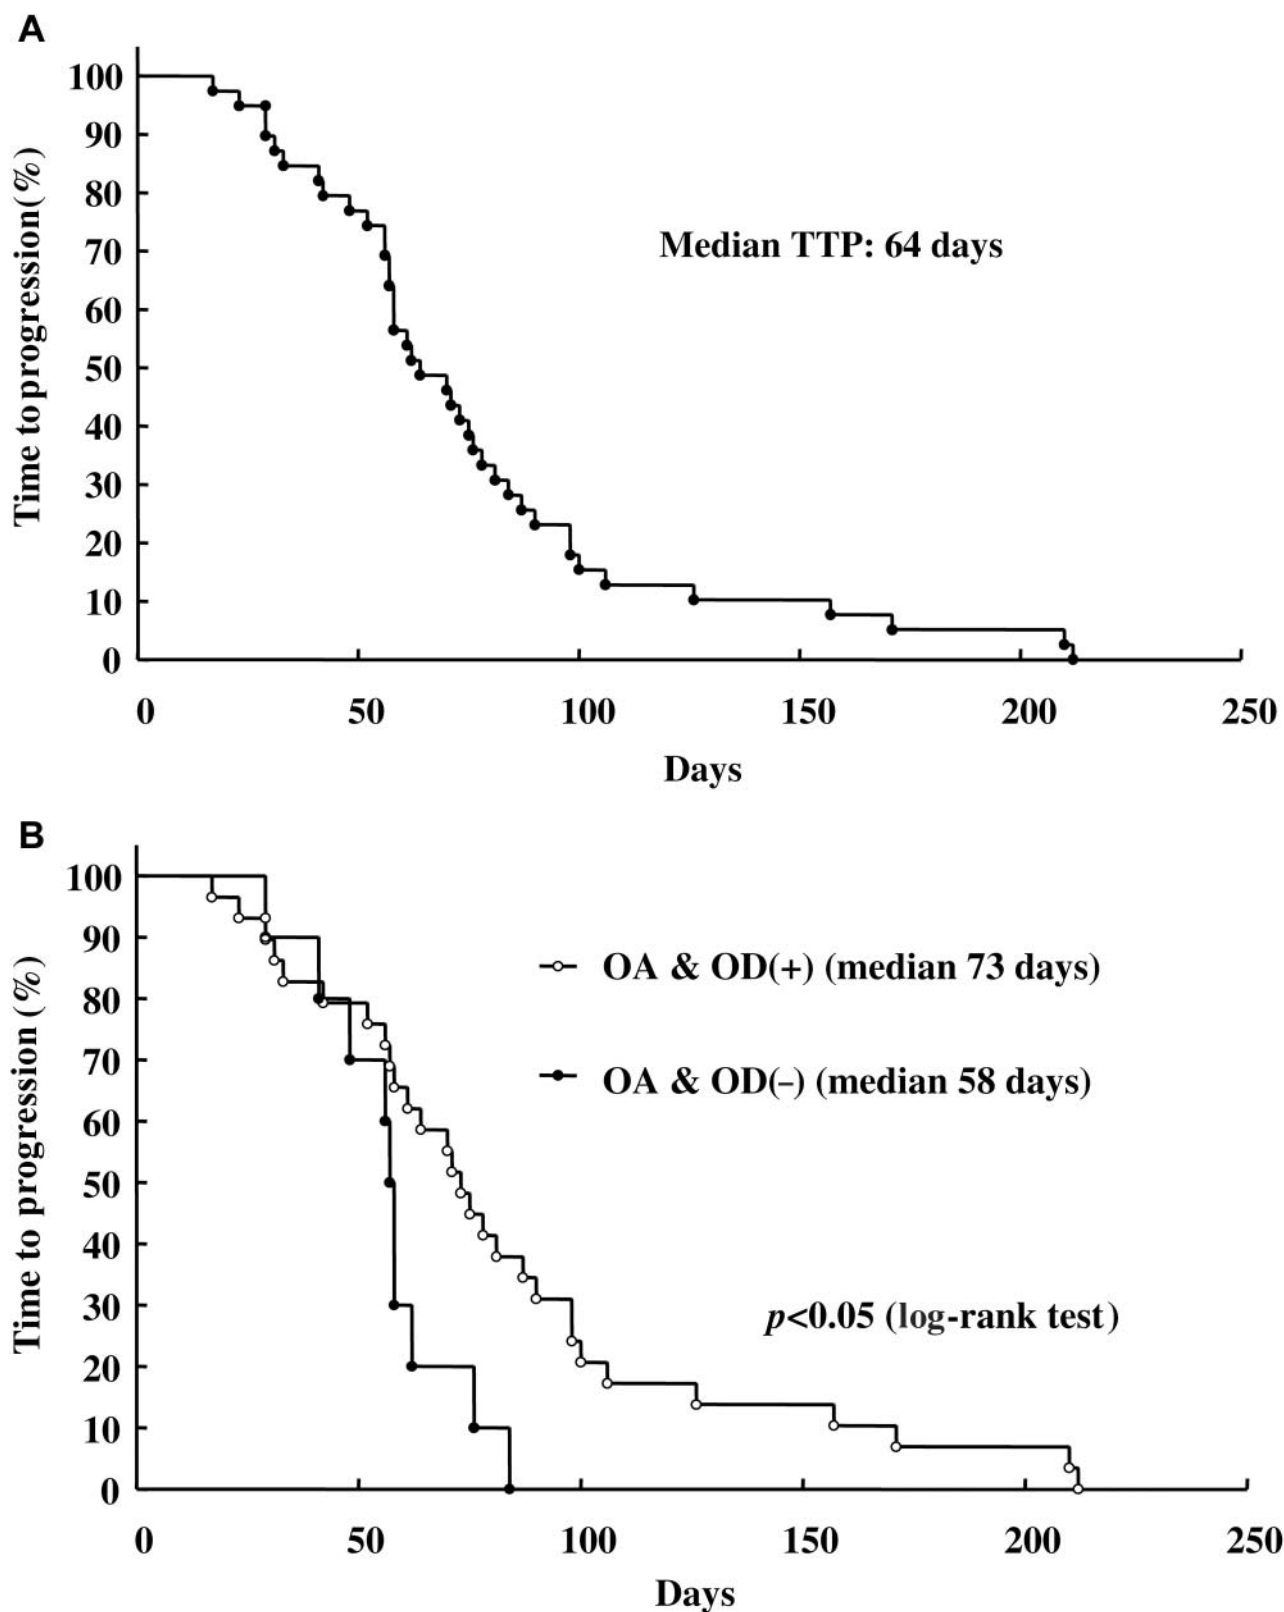 A
100
90
80
70
60
50
40
30
20
10
0
Time to progression (%)
Median TTP: 64 days
0 50 100 150 200 250
Days
B
100
90
80
70
60
50
40
30
20
10
0
Time to progression (%)
OA & OD(+) (median 73 days)
OA & OD(–) (median 58 days)
p<0.05 (log-rank test)
0 50 100 150 200 250
Days